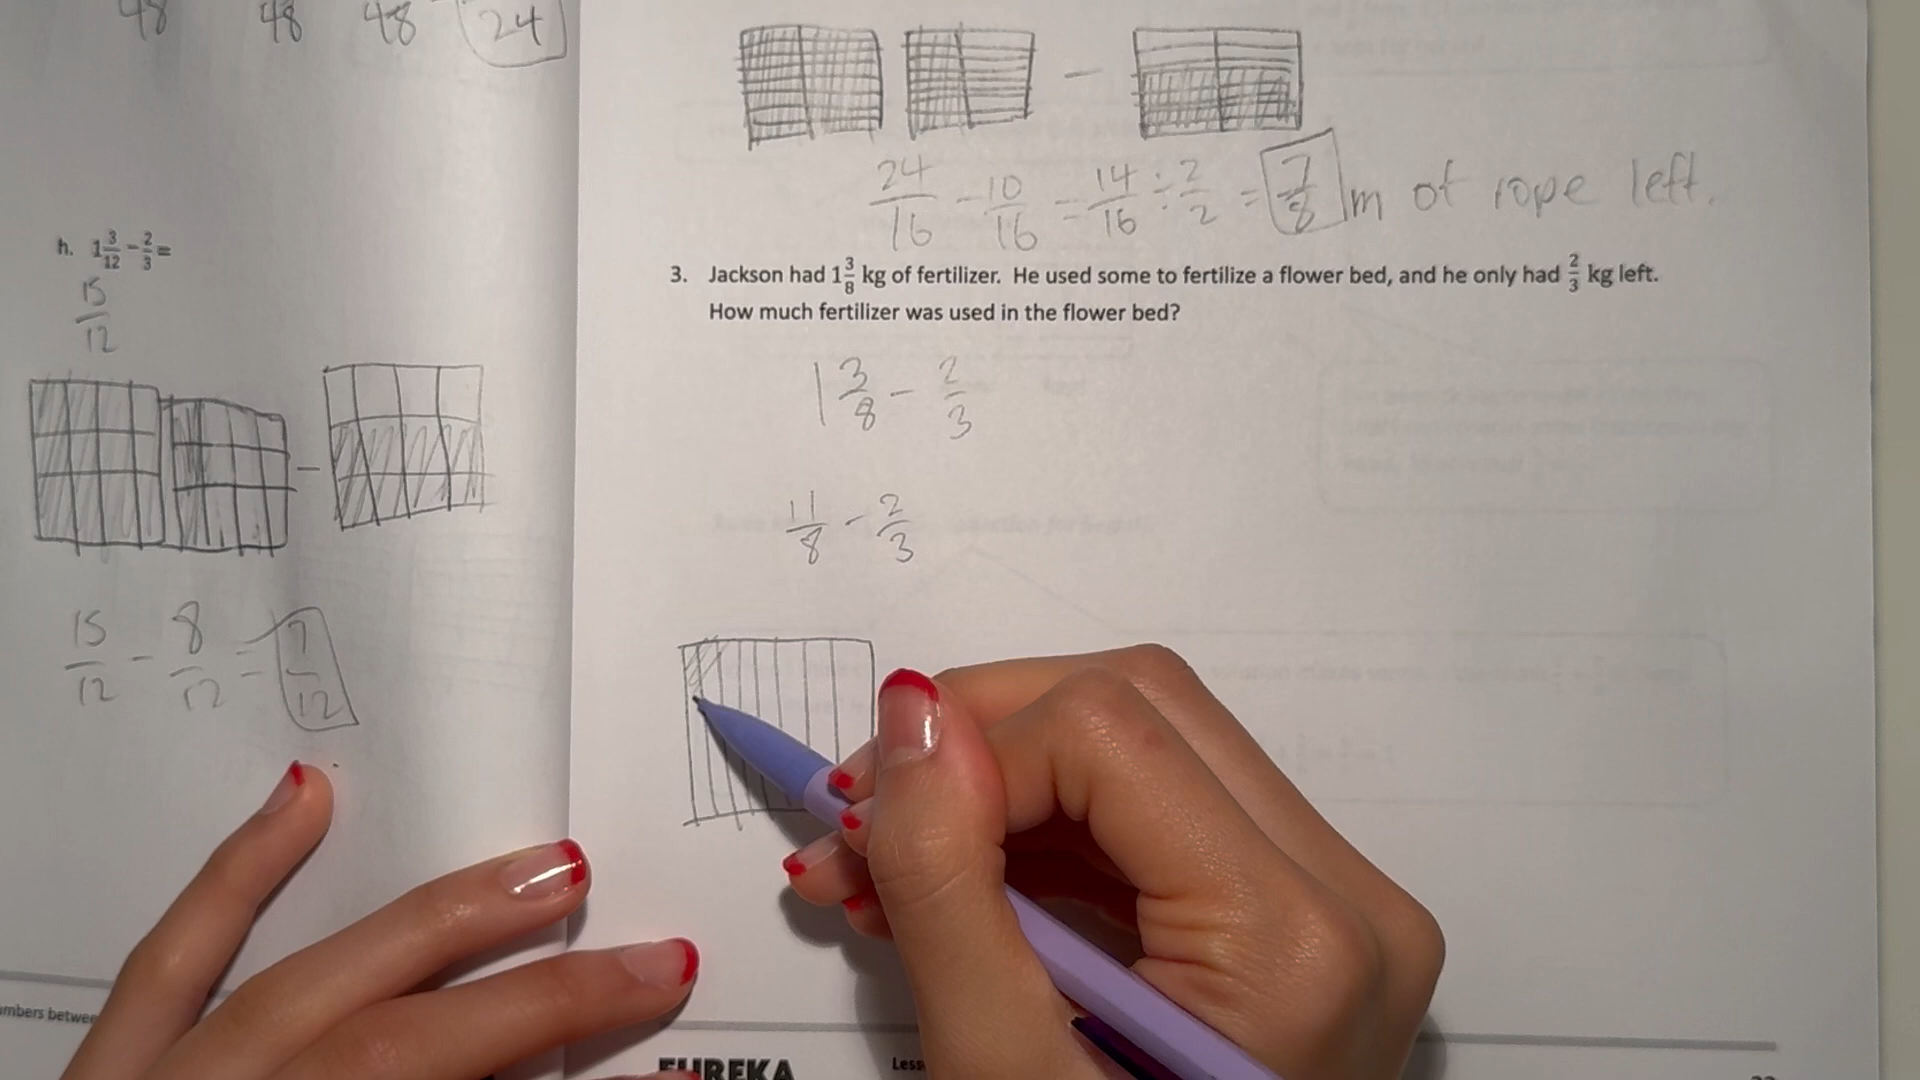 48 48 48 24
h. 1 3/12 - 2/3 =
15/12
15/12 - 8/12 = 7/12
umbers betwee
24/16 - 10/16 = 14/16 ÷ 2/2 = 7/8 m of rope left.
3. Jackson had 1 3/8 kg of fertilizer. He used some to fertilize a flower bed, and he only had 2/3 kg left.
How much fertilizer was used in the flower bed?
1 3/8 - 2/3
11/8 - 2/3
EUREKA
Less